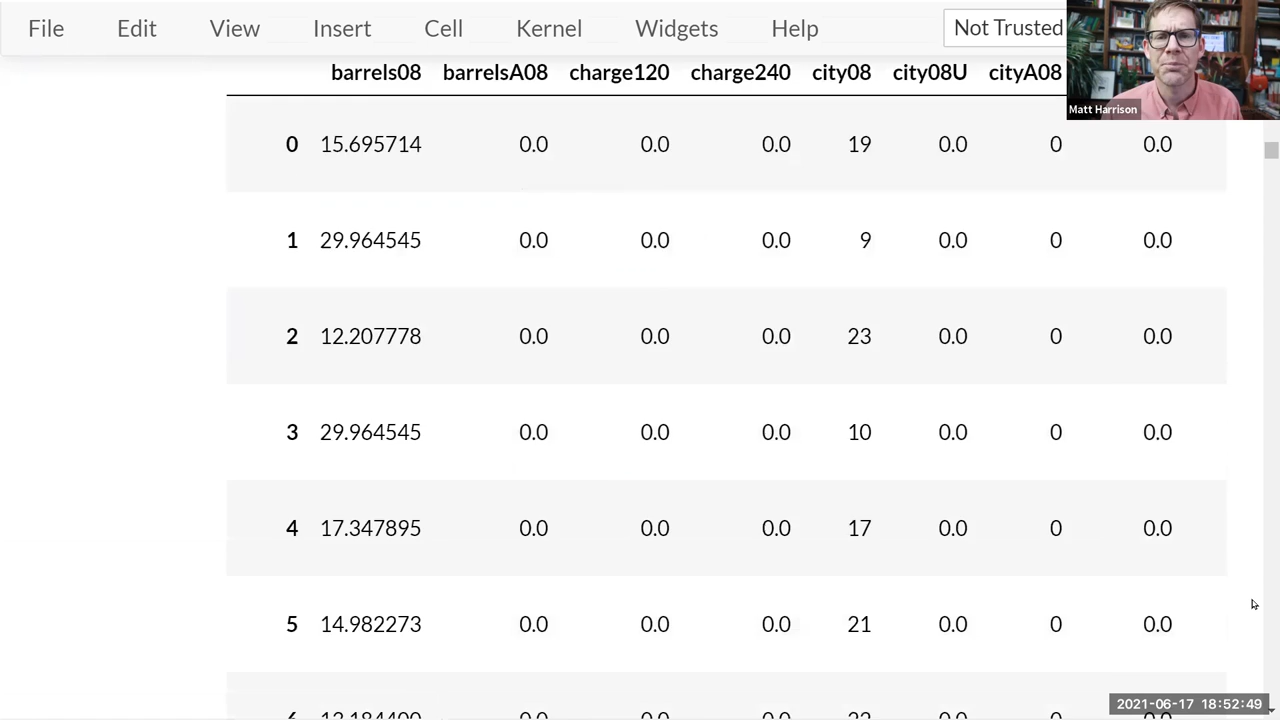 File Edit View Insert Cell Kernel Widgets Help Not Trusted
Matt Harrison
barrels08 barrelsA08 charge120 charge240 city08 city08U cityA08
0 15.695714 0.0 0.0 0.0 19 0.0 0 0.0
1 29.964545 0.0 0.0 0.0 9 0.0 0 0.0
2 12.207778 0.0 0.0 0.0 23 0.0 0 0.0
3 29.964545 0.0 0.0 0.0 10 0.0 0 0.0
4 17.347895 0.0 0.0 0.0 17 0.0 0 0.0
5 14.982273 0.0 0.0 0.0 21 0.0 0 0.0
2021-06-17 18:52:49